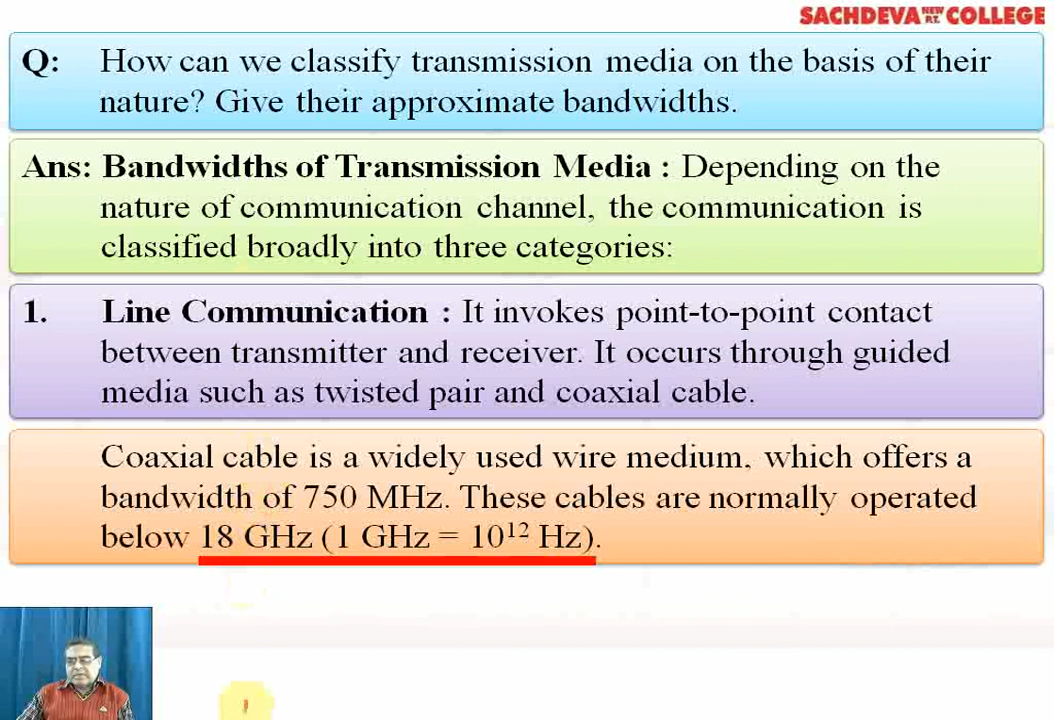 SACHDEVA NEW P.T. COLLEGE
Q: How can we classify transmission media on the basis of their
nature? Give their approximate bandwidths.
Ans: Bandwidths of Transmission Media : Depending on the
nature of communication channel, the communication is
classified broadly into three categories:
1. Line Communication : It invokes point-to-point contact
between transmitter and receiver. It occurs through guided
media such as twisted pair and coaxial cable.
Coaxial cable is a widely used wire medium, which offers a
bandwidth of 750 MHz. These cables are normally operated
below 18 GHz (1 GHz = 10¹² Hz).